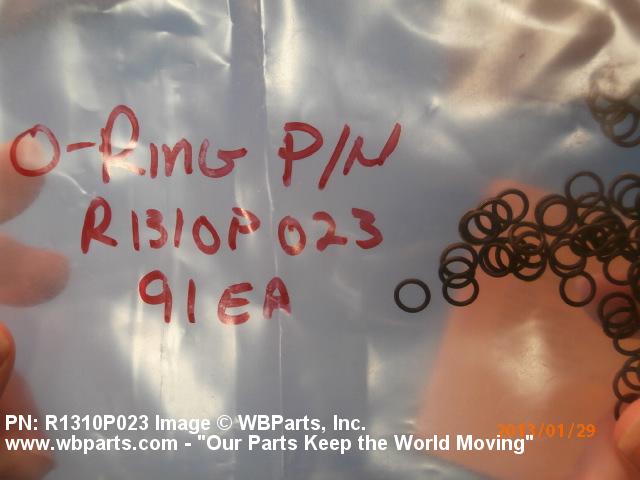 O-RING P/N
R1310P023
91EA
2013/01/29
PN: R1310P023 Image © WBParts, Inc.
www.wbparts.com - "Our Parts Keep the World Moving"